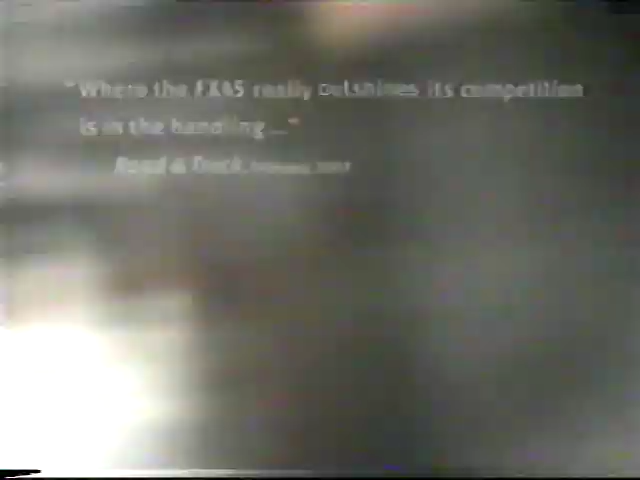 "Where the FX45 really outshines its competition
is in the handling..."
Road & Track,